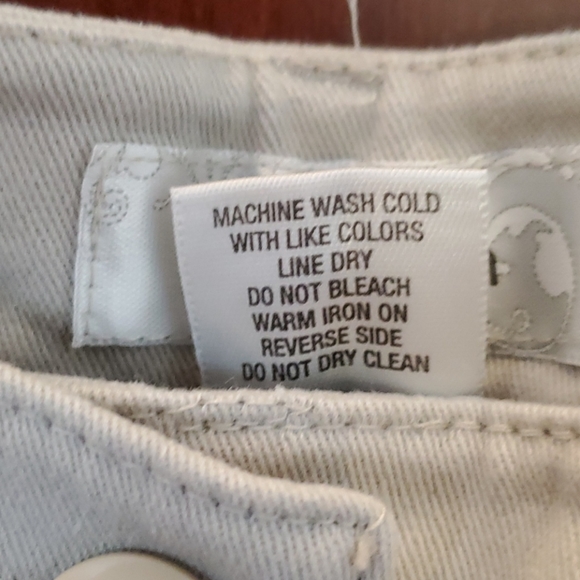 MACHINE WASH COLD
WITH LIKE COLORS
LINE DRY
DO NOT BLEACH
WARM IRON ON
REVERSE SIDE
DO NOT DRY CLEAN